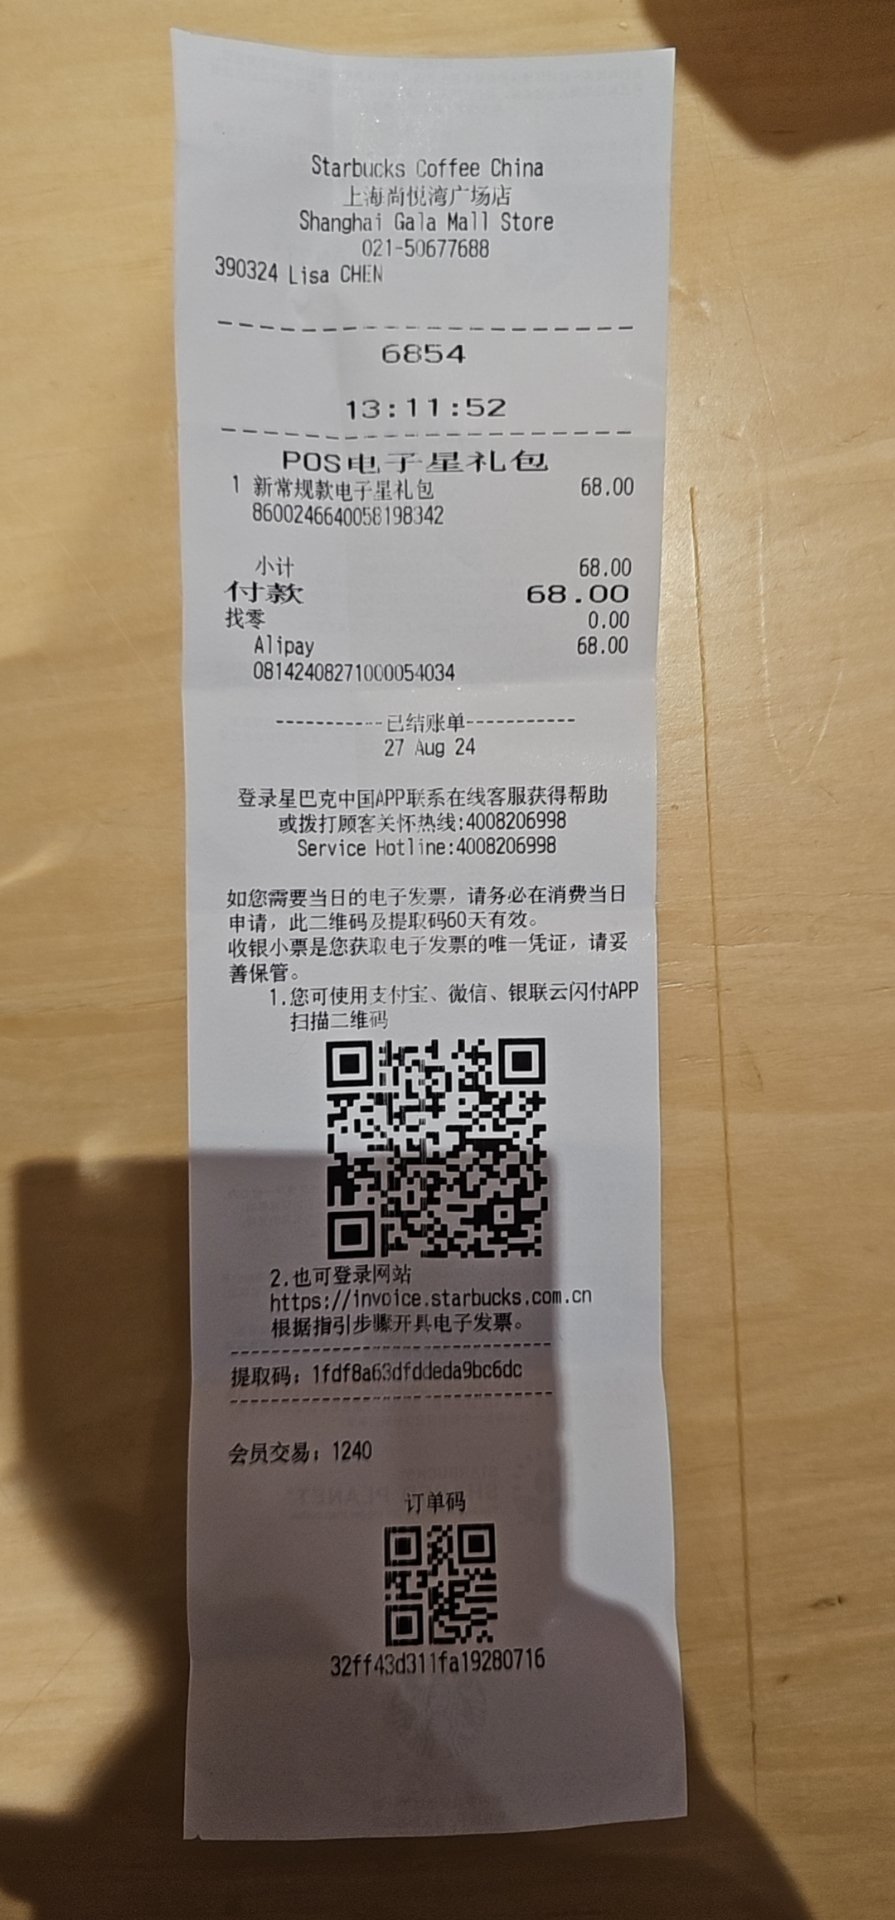 Starbucks Coffee China
上海尚悦湾广场店
Shanghai Gala Mall Store
021-50677688
390324 Lisa CHEN
6854
13:11:52
POS电子星礼包
1 新常规款电子星礼包 68.00
8600246640058198342
小计 68.00
付款 68.00
找零 0.00
Alipay 68.00
08142408271000054034
-----------已结账单-----------
27 Aug 24
登录星巴克中国APP联系在线客服获得帮助
或拨打顾客关怀热线:4008206998
Service Hotline:4008206998
如您需要当日的电子发票，请务必在消费当日
申请，此二维码及提取码60天有效。
收银小票是您获取电子发票的唯一凭证，请妥
善保管。
1.您可使用支付宝、微信、银联云闪付APP
扫描二维码
2.也可登录网站
https://invoice.starbucks.com.cn
根据指引步骤开具电子发票。
提取码：1fdf8a63dfddeda9bc6dc
会员交易：1240
订单码
32ff43d311fa19280716